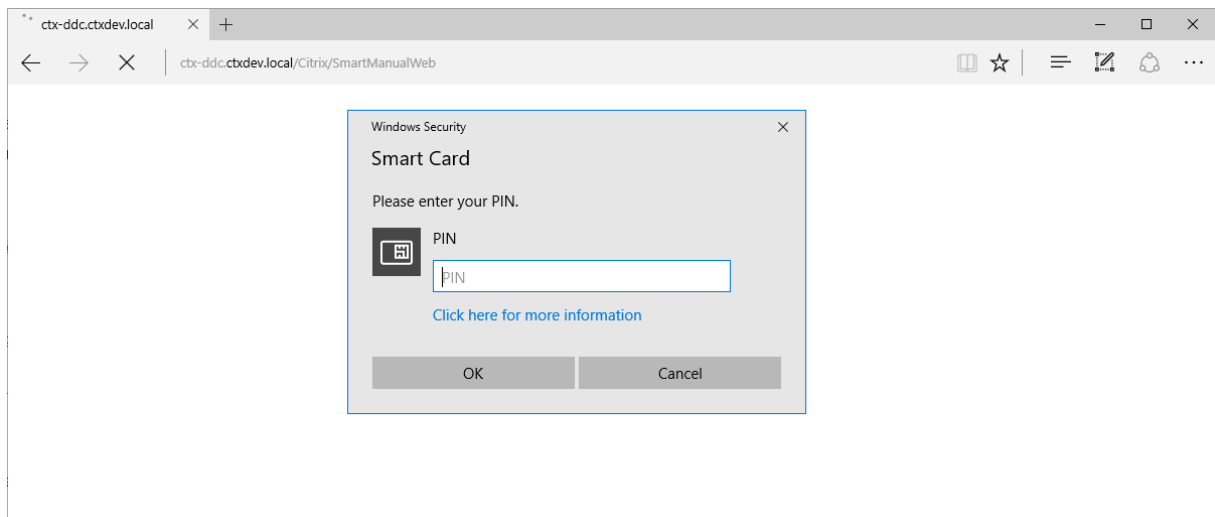 ctx-ddc.ctxdev.local
ctx-ddc.ctxdev.local/Citrix/SmartManualWeb
Windows Security
Smart Card
Please enter your PIN.
PIN
PIN
Click here for more information
OK Cancel